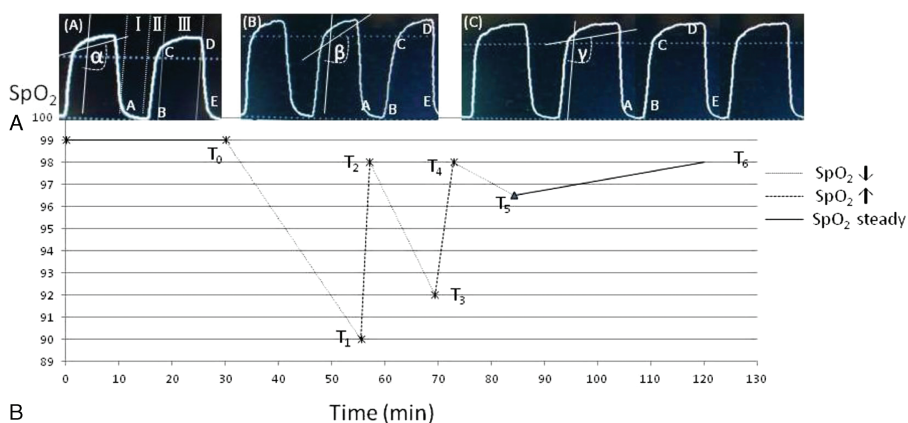 (A) I II III
α C D
A B E
(B)
β C D
A B E
(C)
γ C D
A B E
SpO2
A
100
99
98
97
96
95
94
93
92
91
90
89
T0
T1
T2
T3
T4
T5
T6
SpO2 ↓
SpO2 ↑
SpO2 steady
0 10 20 30 40 50 60 70 80 90 100 110 120 130
B
Time (min)